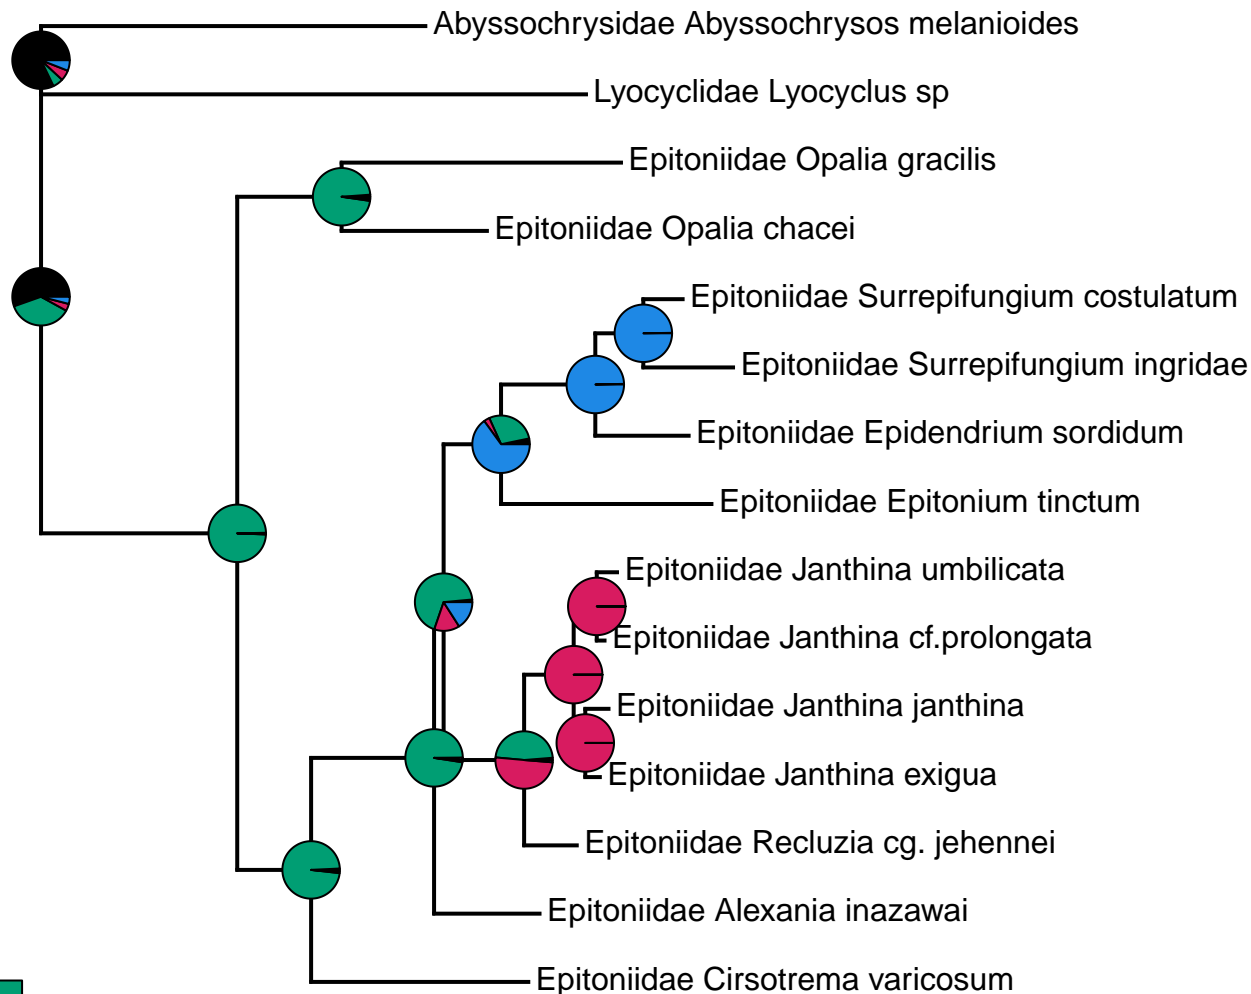 Abyssochrysidae Abyssochrysos melanioides
Lyocyclidae Lyocyclus sp
Epitoniidae Opalia gracilis
Epitoniidae Opalia chacei
Epitoniidae Surrepifungium costulatum
Epitoniidae Surrepifungium ingridae
Epitoniidae Epidendrium sordidum
Epitoniidae Epitonium tinctum
Epitoniidae Janthina umbilicata
Epitoniidae Janthina cf.prolongata
Epitoniidae Janthina janthina
Epitoniidae Janthina exigua
Epitoniidae Recluzia cg. jehennei
Epitoniidae Alexania inazawai
Epitoniidae Cirsotrema varicosum